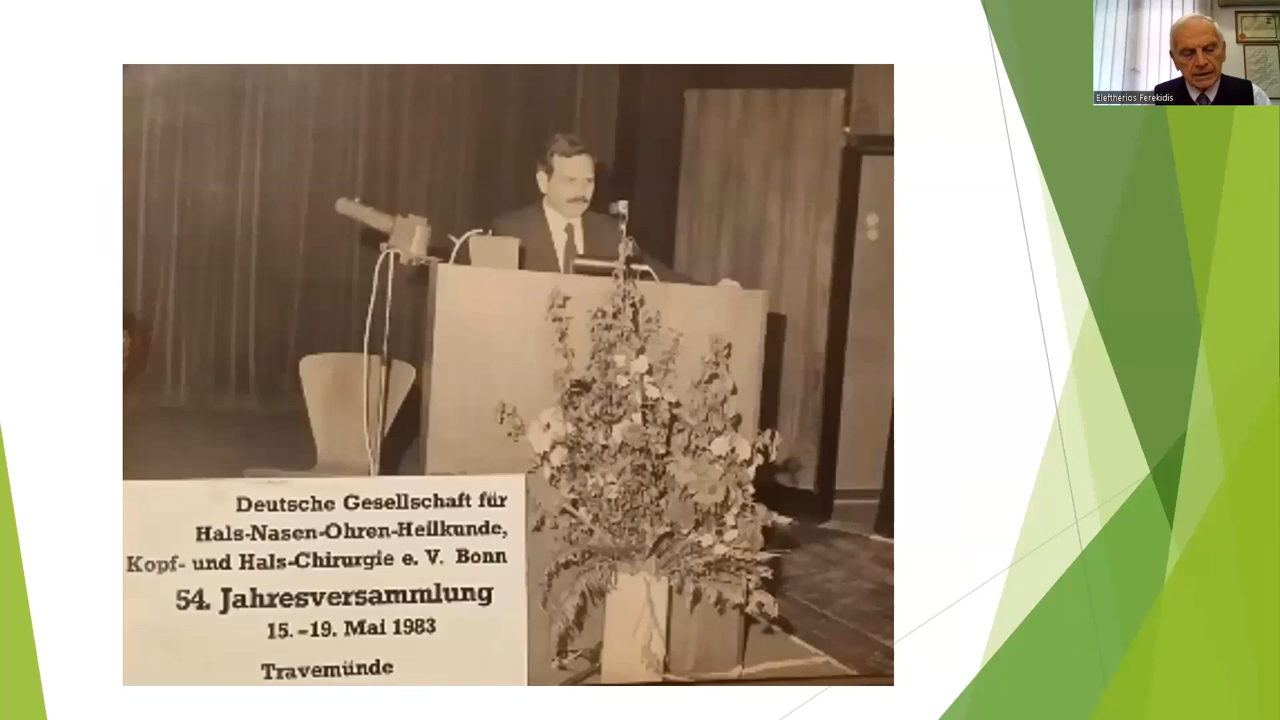 Eleftherios Ferekidis
Deutsche Gesellschaft für
Hals-Nasen-Ohren-Heilkunde,
Kopf- und Hals-Chirurgie e. V. Bonn
54. Jahresversammlung
15.–19. Mai 1983
Travemünde